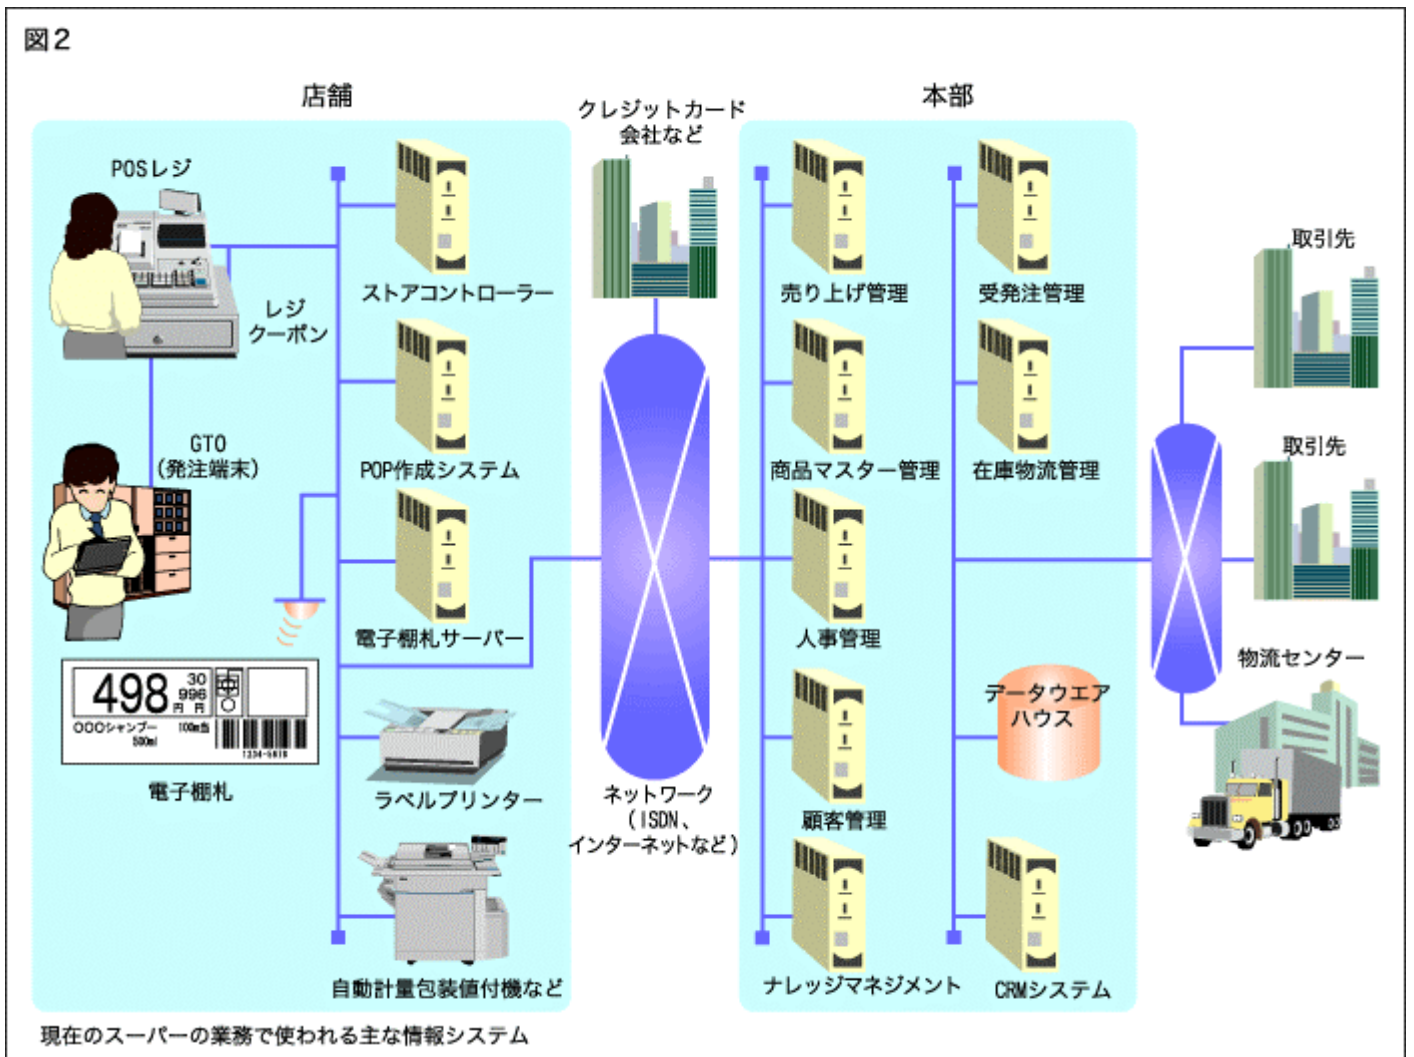 図2
店舗
本部
クレジットカード
会社など
POSレジ
レジ
クーポン
ストアコントローラー
売り上げ管理
受発注管理
取引先
GTO
(発注端末)
POP作成システム
商品マスター管理
在庫物流管理
取引先
電子棚札サーバー
人事管理
物流センター
498円
30
996円
〇〇〇シャンプー
500ml
電子棚札
ラベルプリンター
ネットワーク
(ISDN、
インターネットなど)
顧客管理
データウエア
ハウス
自動計量包装値付機など
ナレッジマネジメント
CRMシステム
現在のスーパーの業務で使われる主な情報システム